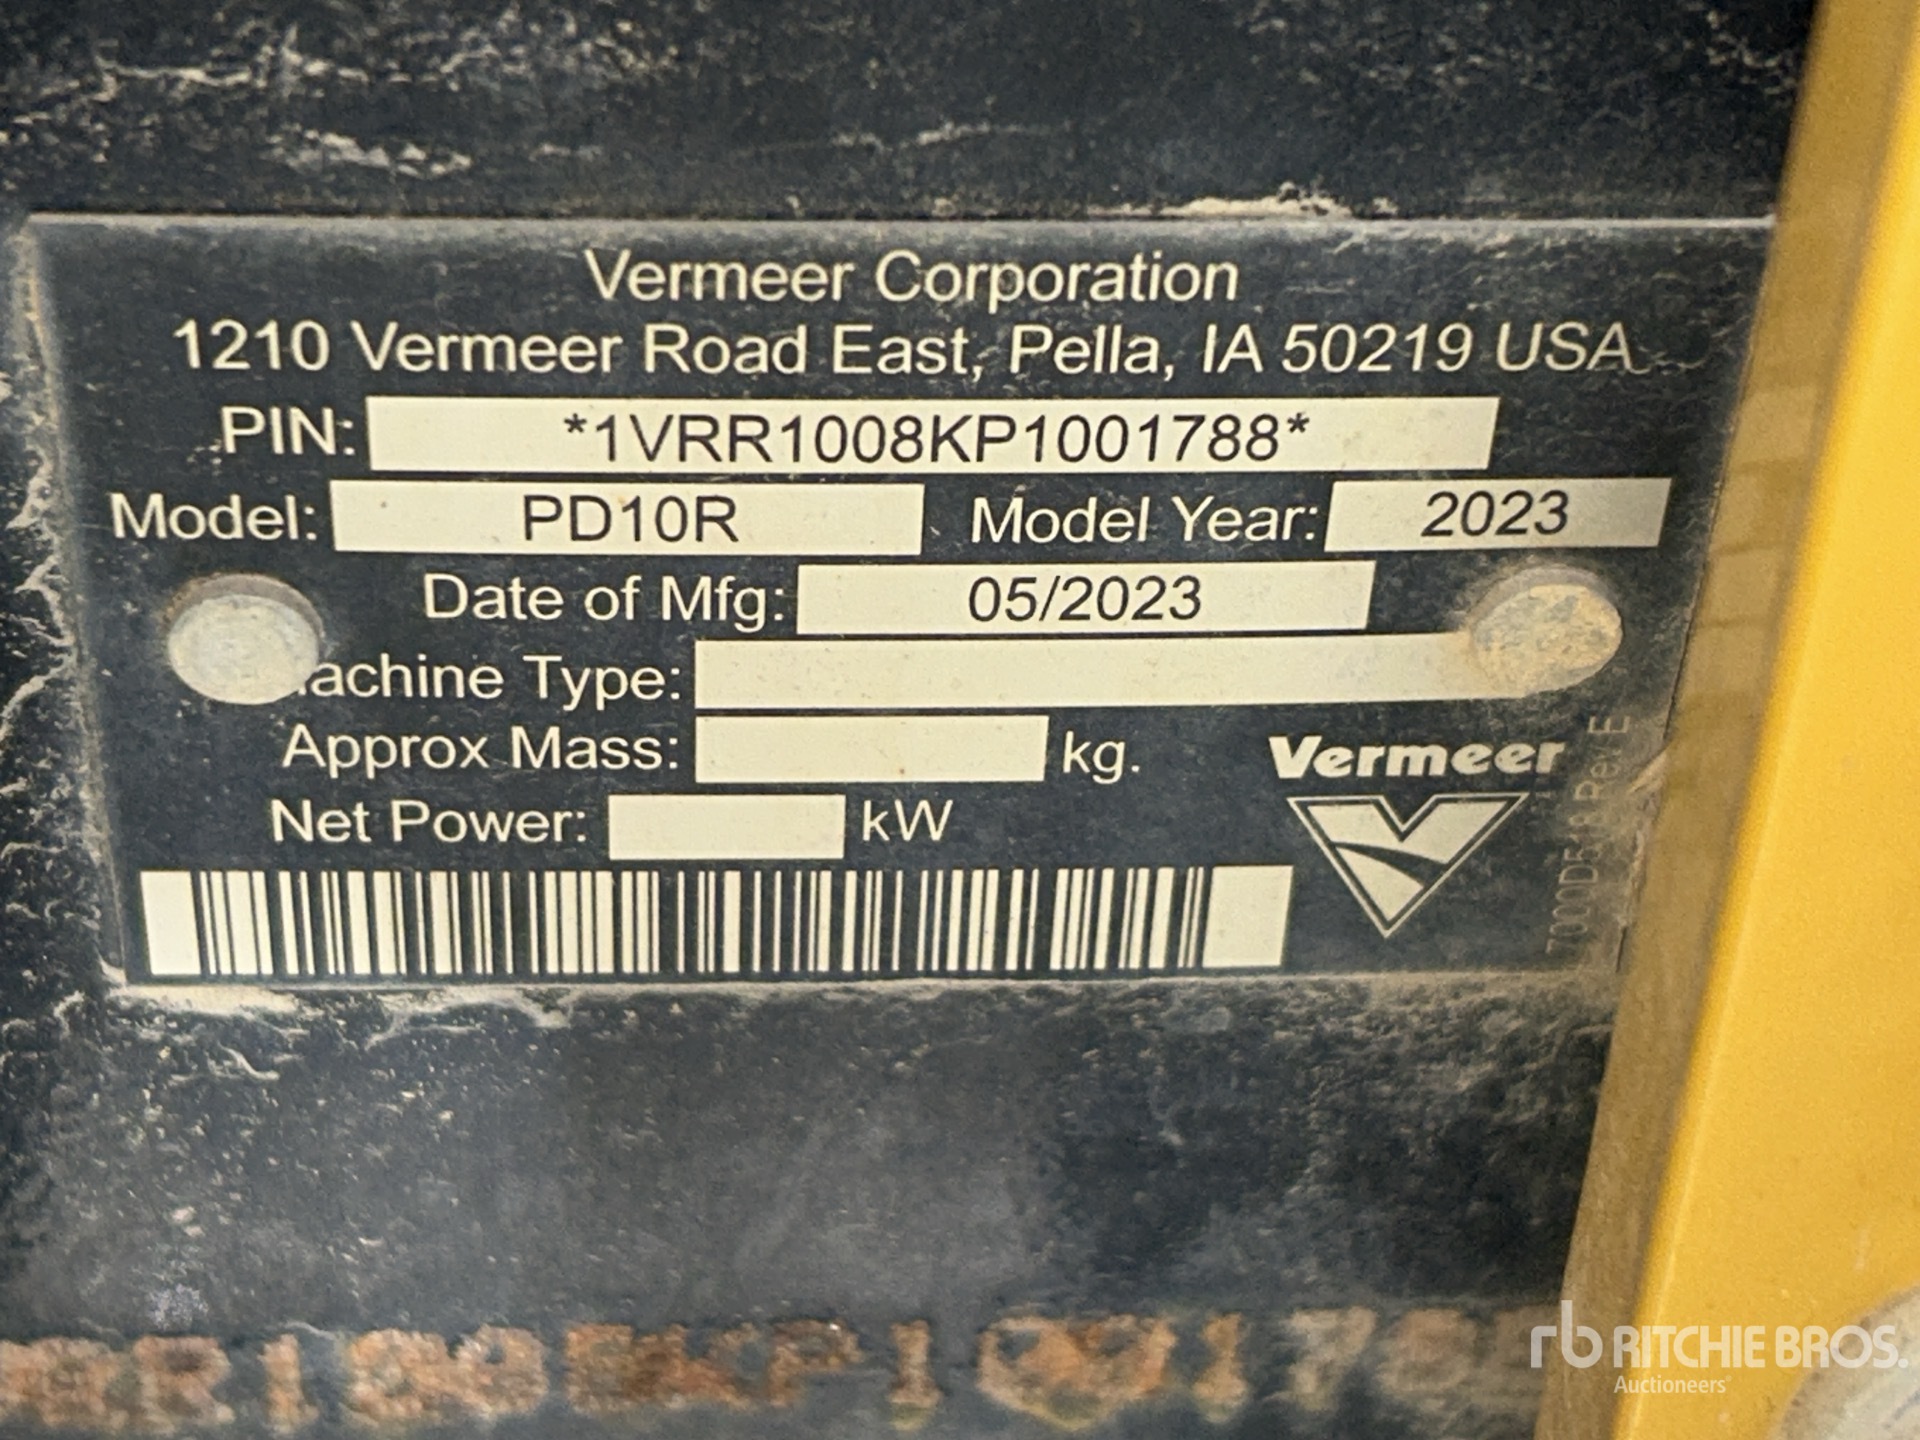 Vermeer Corporation
1210 Vermeer Road East, Pella, IA 50219 USA
PIN: *1VRR1008KP1001788*
Model: PD10R Model Year: 2023
Date of Mfg: 05/2023
achine Type:
Approx Mass: kg.
Vermeer
Net Power: kW
Rev E
RITCHIE BROS.
Auctioneers